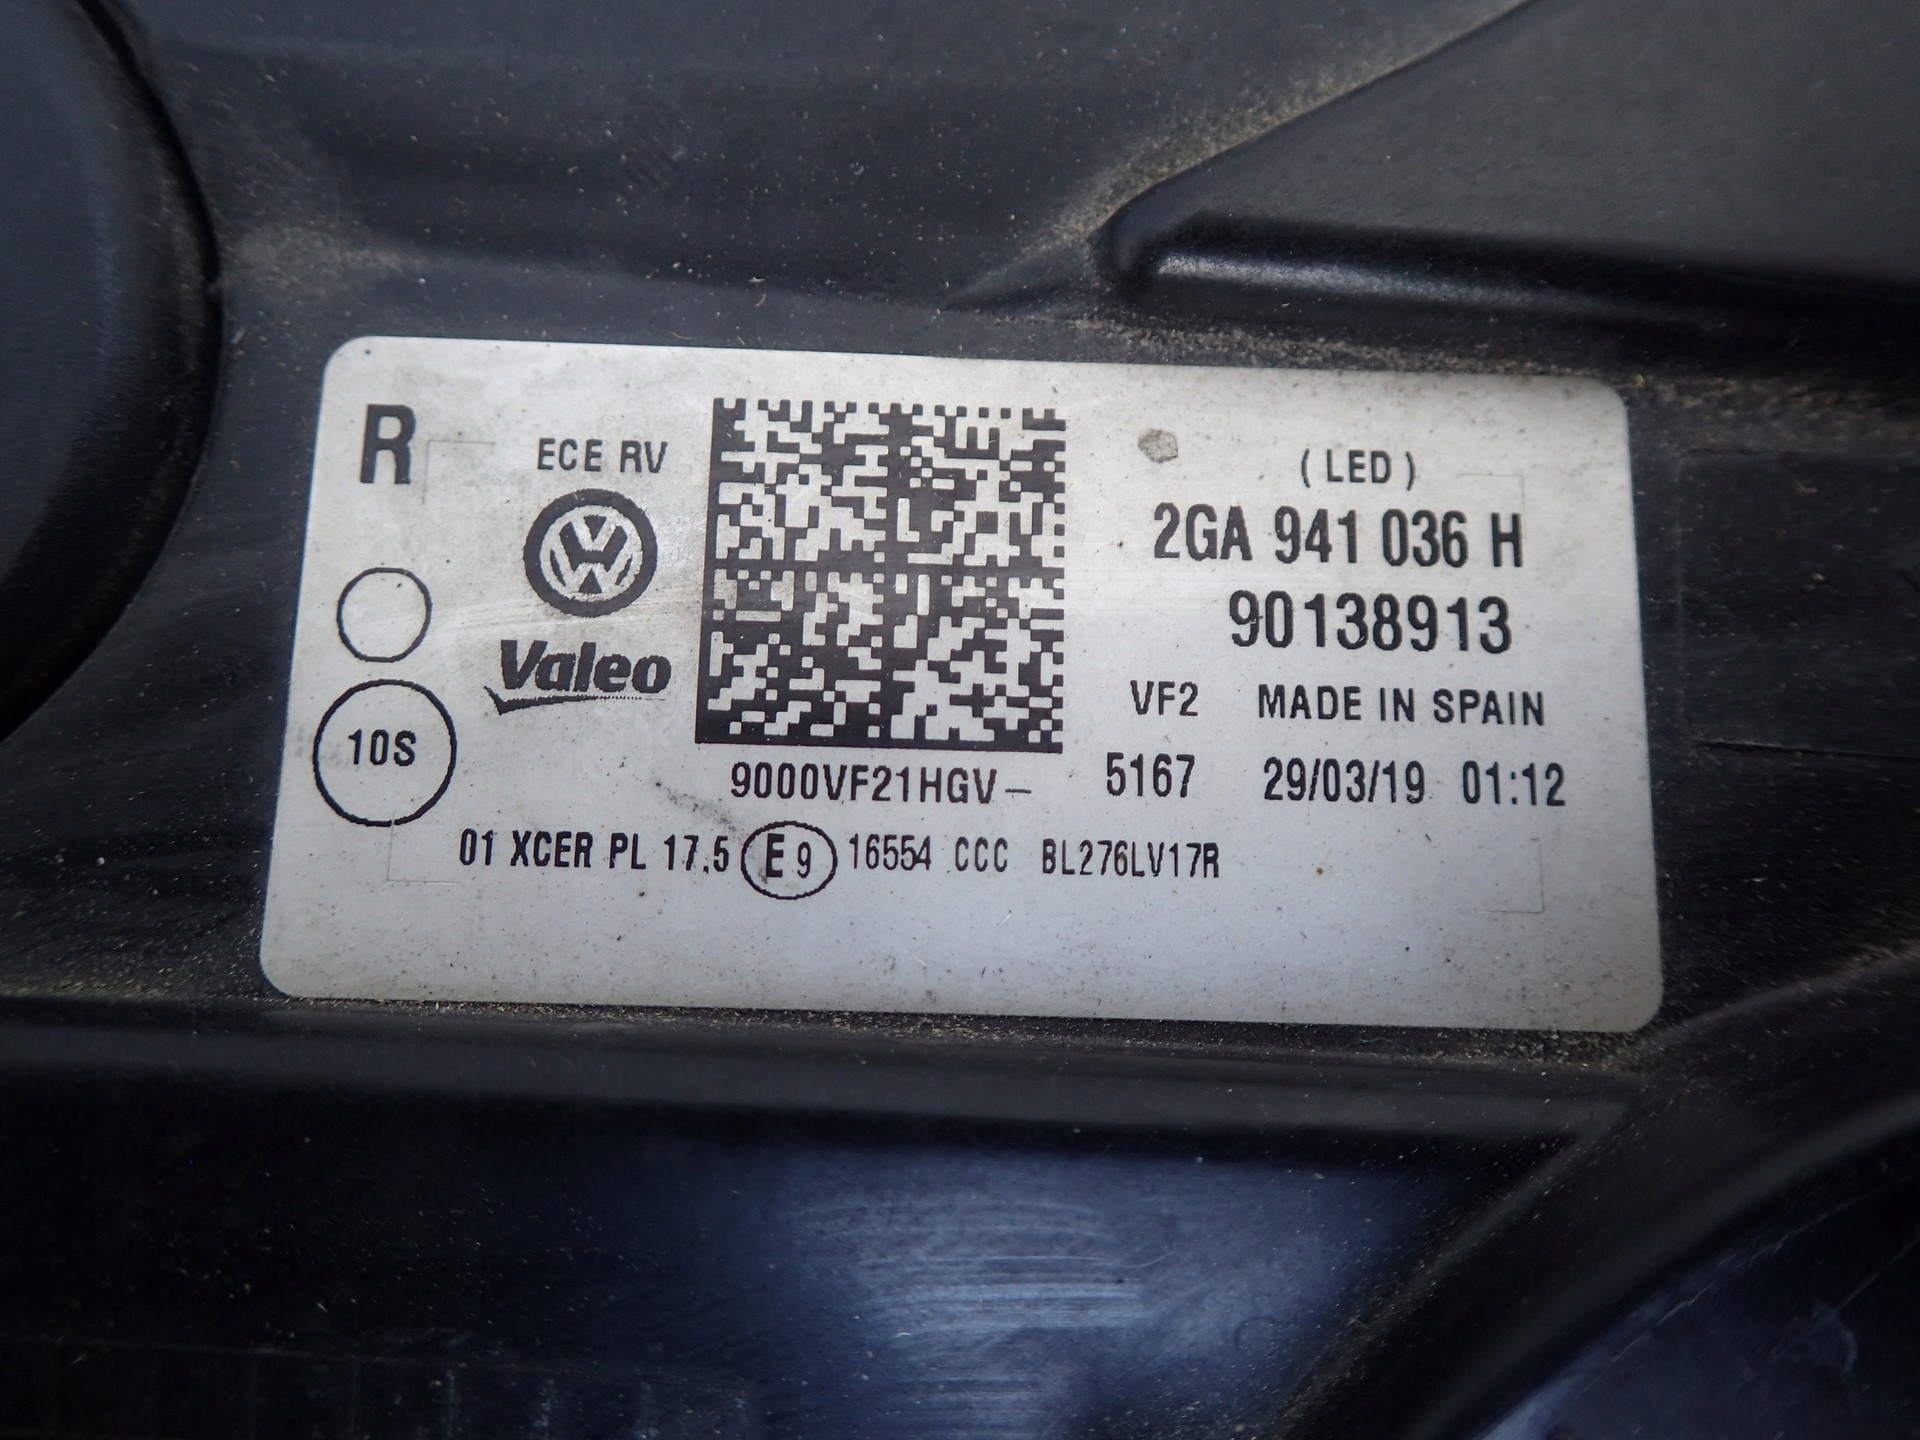 R
ECE RV
(LED)
2GA 941 036 H
90138913
Valeo
VF2 MADE IN SPAIN
10S
9000VF21HGV-
5167 29/03/19 01:12
01 XCER PL 17.5 E9 16554 CCC BL276LV17R